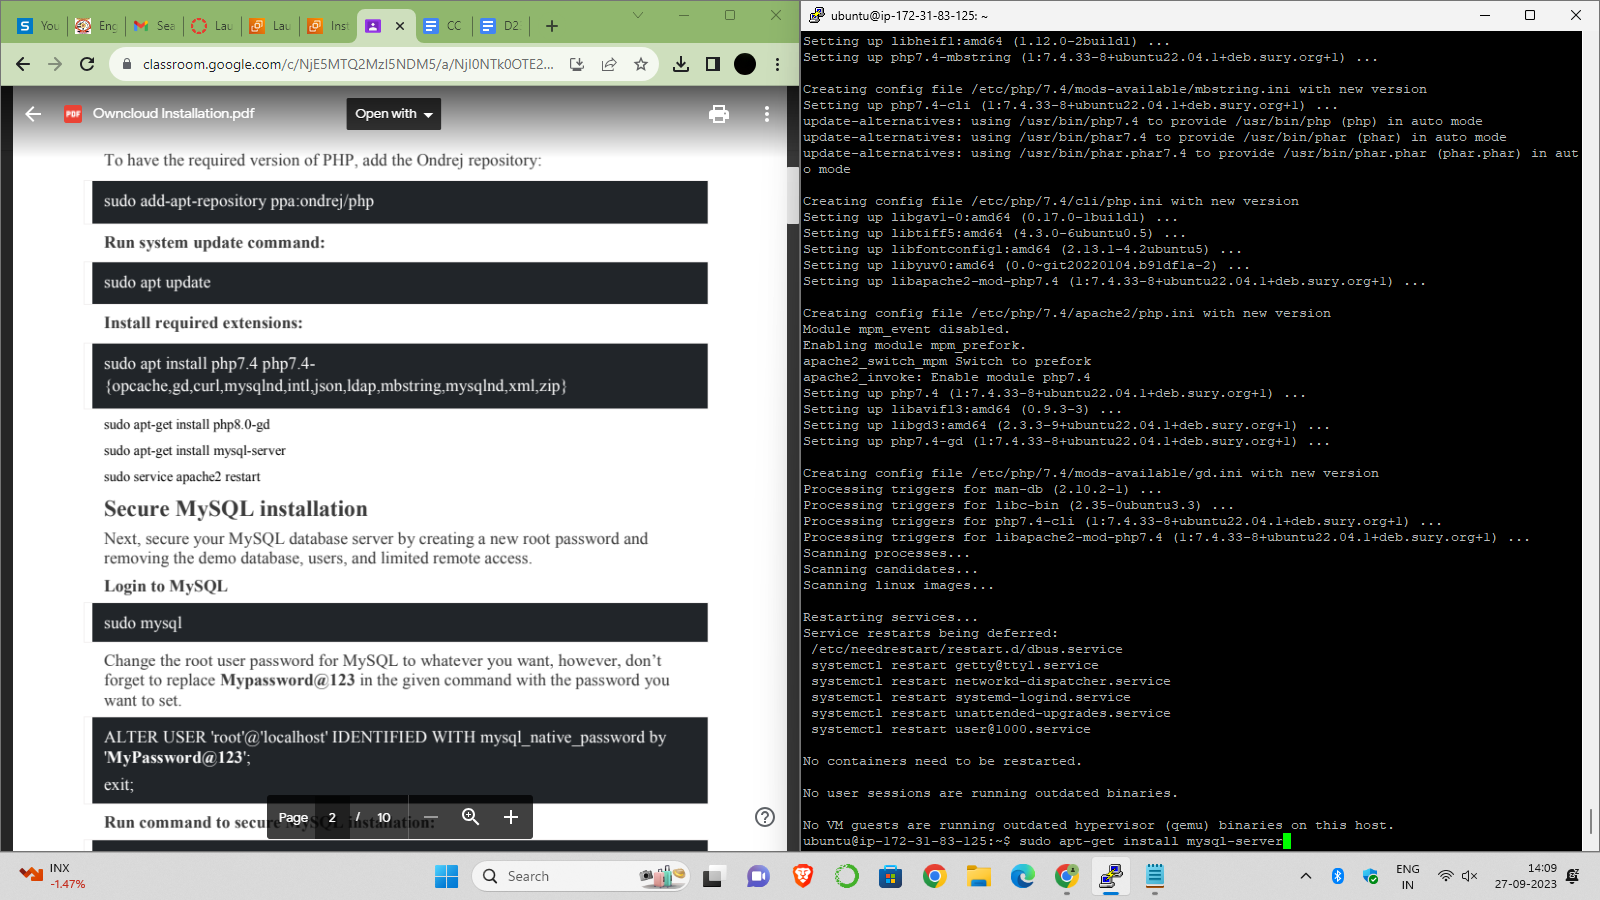 You
Eng
Sea
Lau
Lau
Inst
CC
D2
classroom.google.com/c/NjE5MTQ2MzI5NDM5/a/NjI0NTk0OTE2...
Owncloud Installation.pdf
Open with
To have the required version of PHP, add the Ondrej repository:
sudo add-apt-repository ppa:ondrej/php
Run system update command:
sudo apt update
Install required extensions:
sudo apt install php7.4 php7.4-
{opcache,gd,curl,mysqlnd,intl,json,ldap,mbstring,mysqlnd,xml,zip}
sudo apt-get install php8.0-gd
sudo apt-get install mysql-server
sudo service apache2 restart
Secure MySQL installation
Next, secure your MySQL database server by creating a new root password and
removing the demo database, users, and limited remote access.
Login to MySQL
sudo mysql
Change the root user password for MySQL to whatever you want, however, don't
forget to replace Mypassword@123 in the given command with the password you
want to set.
ALTER USER 'root'@'localhost' IDENTIFIED WITH mysql_native_password by
'MyPassword@123';
exit;
Run command to secure MySQL installation:
Page 2 / 10
ubuntu@ip-172-31-83-125: ~
Setting up libheif1:amd64 (1.12.0-2build1) ...
Setting up php7.4-mbstring (1:7.4.33-8+ubuntu22.04.1+deb.sury.org+1) ...
Creating config file /etc/php/7.4/mods-available/mbstring.ini with new version
Setting up php7.4-cli (1:7.4.33-8+ubuntu22.04.1+deb.sury.org+1) ...
update-alternatives: using /usr/bin/php7.4 to provide /usr/bin/php (php) in auto mode
update-alternatives: using /usr/bin/phar7.4 to provide /usr/bin/phar (phar) in auto mode
update-alternatives: using /usr/bin/phar.phar7.4 to provide /usr/bin/phar.phar (phar.phar) in aut
o mode
Creating config file /etc/php/7.4/cli/php.ini with new version
Setting up libgav1-0:amd64 (0.17.0-1build1) ...
Setting up libtiff5:amd64 (4.3.0-6ubuntu0.5) ...
Setting up libfontconfig1:amd64 (2.13.1-4.2ubuntu5) ...
Setting up libyuv0:amd64 (0.0~git20220104.b91df1a-2) ...
Setting up libapache2-mod-php7.4 (1:7.4.33-8+ubuntu22.04.1+deb.sury.org+1) ...
Creating config file /etc/php/7.4/apache2/php.ini with new version
Module mpm_event disabled.
Enabling module mpm_prefork.
apache2_switch_mpm Switch to prefork
apache2_invoke: Enable module php7.4
Setting up php7.4 (1:7.4.33-8+ubuntu22.04.1+deb.sury.org+1) ...
Setting up libavif13:amd64 (0.9.3-3) ...
Setting up libgd3:amd64 (2.3.3-9+ubuntu22.04.1+deb.sury.org+1) ...
Setting up php7.4-gd (1:7.4.33-8+ubuntu22.04.1+deb.sury.org+1) ...
Creating config file /etc/php/7.4/mods-available/gd.ini with new version
Processing triggers for man-db (2.10.2-1) ...
Processing triggers for libc-bin (2.35-0ubuntu3.3) ...
Processing triggers for php7.4-cli (1:7.4.33-8+ubuntu22.04.1+deb.sury.org+1) ...
Processing triggers for libapache2-mod-php7.4 (1:7.4.33-8+ubuntu22.04.1+deb.sury.org+1) ...
Scanning processes...
Scanning candidates...
Scanning linux images...
Restarting services...
Service restarts being deferred:
/etc/needrestart/restart.d/dbus.service
systemctl restart getty@tty1.service
systemctl restart networkd-dispatcher.service
systemctl restart systemd-logind.service
systemctl restart unattended-upgrades.service
systemctl restart user@1000.service
No containers need to be restarted.
No user sessions are running outdated binaries.
No VM guests are running outdated hypervisor (qemu) binaries on this host.
ubuntu@ip-172-31-83-125:~$ sudo apt-get install mysql-server
INX
-1.47%
Search
ENG
IN
14:09
27-09-2023